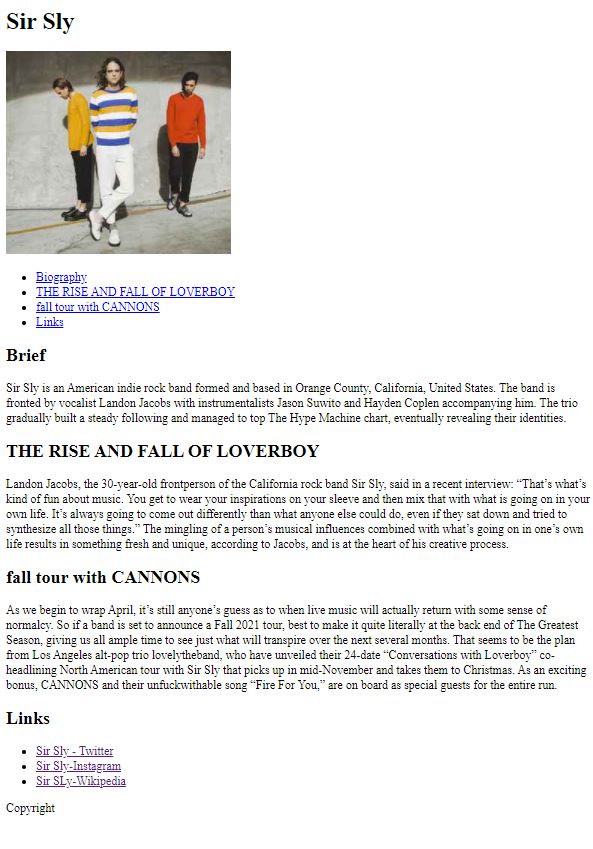 Sir Sly
Biography
THE RISE AND FALL OF LOVERBOY
fall tour with CANNONS
Links
Brief
Sir Sly is an American indie rock band formed and based in Orange County, California, United States. The band is
fronted by vocalist Landon Jacobs with instrumentalists Jason Suwito and Hayden Coplen accompanying him. The trio
gradually built a steady following and managed to top The Hype Machine chart, eventually revealing their identities.
THE RISE AND FALL OF LOVERBOY
Landon Jacobs, the 30-year-old frontperson of the California rock band Sir Sly, said in a recent interview: “That’s what’s
kind of fun about music. You get to wear your inspirations on your sleeve and then mix that with what is going on in your
own life. It’s always going to come out differently than what anyone else could do, even if they sat down and tried to
synthesize all those things.” The mingling of a person’s musical influences combined with what’s going on in one’s own
life results in something fresh and unique, according to Jacobs, and is at the heart of his creative process.
fall tour with CANNONS
As we begin to wrap April, it’s still anyone’s guess as to when live music will actually return with some sense of
normalcy. So if a band is set to announce a Fall 2021 tour, best to make it quite literally at the back end of The Greatest
Season, giving us all ample time to see just what will transpire over the next several months. That seems to be the plan
from Los Angeles alt-pop trio lovelytheband, who have unveiled their 24-date “Conversations with Loverboy” co-
headlining North American tour with Sir Sly that picks up in mid-November and takes them to Christmas. As an exciting
bonus, CANNONS and their unfuckwithable song “Fire For You,” are on board as special guests for the entire run.
Links
Sir Sly - Twitter
Sir Sly-Instagram
Sir SLy-Wikipedia
Copyright